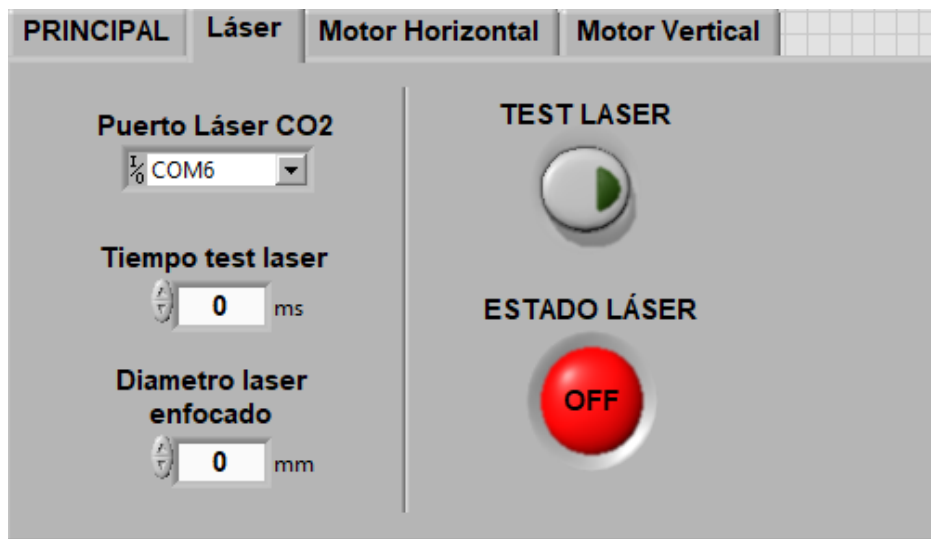 PRINCIPAL
Láser
Motor Horizontal
Motor Vertical
Puerto Láser CO2
I/O COM6
Tiempo test laser
0 ms
Diametro laser
enfocado
0 mm
TEST LASER
ESTADO LÁSER
OFF